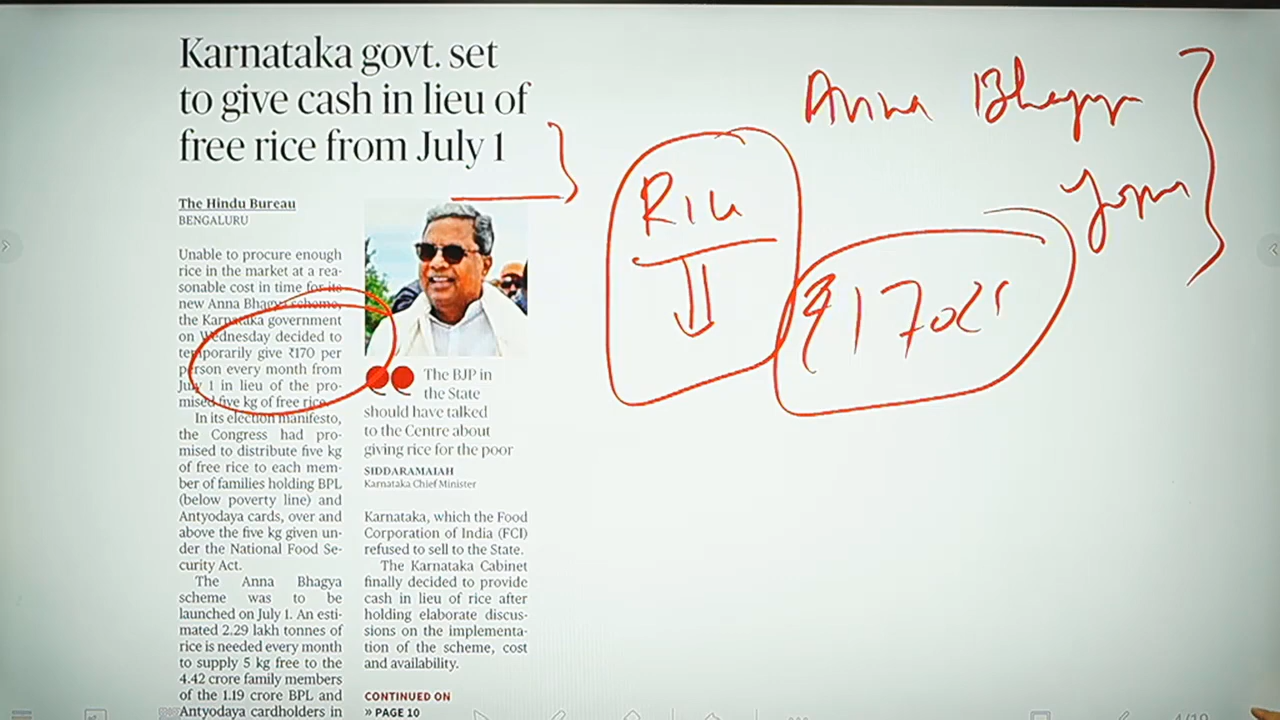 Karnataka govt. set
to give cash in lieu of
free rice from July 1
The Hindu Bureau
BENGALURU
Unable to procure enough
rice in the market at a rea-
sonable cost in time for its
new Anna Bhagya scheme,
the Karnataka government
on Wednesday decided to
temporarily give ₹170 per
person every month from
July 1 in lieu of the pro-
mised five kg of free rice.
In its election manifesto,
the Congress had pro-
mised to distribute five kg
of free rice to each mem-
ber of families holding BPL
(below poverty line) and
Antyodaya cards, over and
above the five kg given un-
der the National Food Se-
curity Act.
The Anna Bhagya
scheme was to be
launched on July 1. An esti-
mated 2.29 lakh tonnes of
rice is needed every month
to supply 5 kg free to the
4.42 crore family members
of the 1.19 crore BPL and
Antyodaya cardholders in
The BJP in
the State
should have talked
to the Centre about
giving rice for the poor
SIDDARAMAIAH
Karnataka Chief Minister
Karnataka, which the Food
Corporation of India (FCI)
refused to sell to the State.
The Karnataka Cabinet
finally decided to provide
cash in lieu of rice after
holding elaborate discus-
sions on the implementa-
tion of the scheme, cost
and availability.
CONTINUED ON
» PAGE 10
Anna Bhagya
₹170